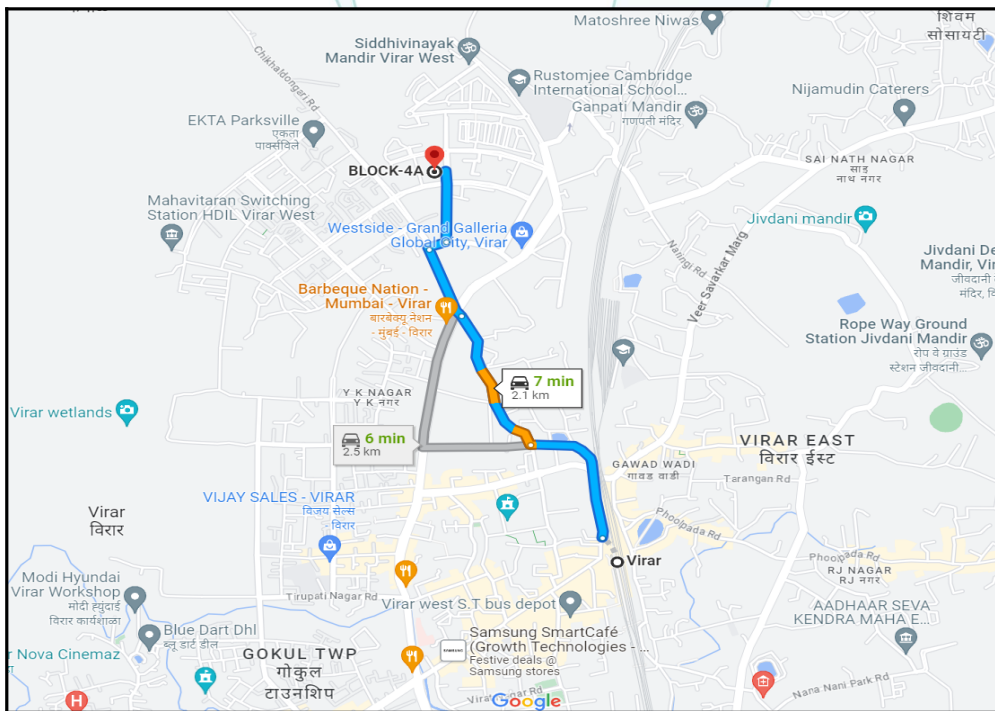 Matoshree Niwas
शिवम
सोसायटी
Siddhivinayak
Mandir Virar West
Chikhaldongari Rd
Rustomjee Cambridge
International School...
Ganpati Mandir
गणपती मंदिर
Nijamudin Caterers
EKTA Parksville
एकता
पार्क्सविले
BLOCK-4A
SAI NATH NAGAR
साइ
नाथ नगर
Mahavitaran Switching
Station HDIL Virar West
Westside - Grand Galleria
Global City, Virar
Jivdani mandir
Naringi Rd
Veer Savarkar Marg
Jivdani De
Mandir, Vir
जीवदानी
मंदिर, वि
Barbeque Nation -
Mumbai - Virar
बारबेक्यू नेशन
- मुंबई - विरार
Rope Way Ground
Station Jivdani Mandir
रोप वे ग्राउंड
स्टेशन जीवदानी...
7 min
2.1 km
Y K NAGAR
Y K नगर
Virar wetlands
6 min
2.5 km
VIRAR EAST
विरार ईस्ट
GAWAD WADI
गावड वाडी
Tarangan Rd
VIJAY SALES - VIRAR
विजय सेल्स
- विरार
Virar
विरार
Phoolpada Rd
Virar
Phoolpada Rd
RJ NAGAR
RJ नगर
Modi Hyundai
Virar Workshop
मोदी ह्युंदाई
विरार कार्यशाळा
Tirupati Nagar Rd
Virar west S.T bus depot
AADHAAR SEVA
KENDRA MAHA E...
Blue Dart Dhl
ब्लू डार्ट डील
Samsung SmartCafé
(Growth Technologies - ...
Festive deals @
Samsung stores
r Nova Cinemaz
GOKUL TWP
गोकुल
टाउनशिप
Virat Nagar Rd
Nana Nani Park Rd
Google